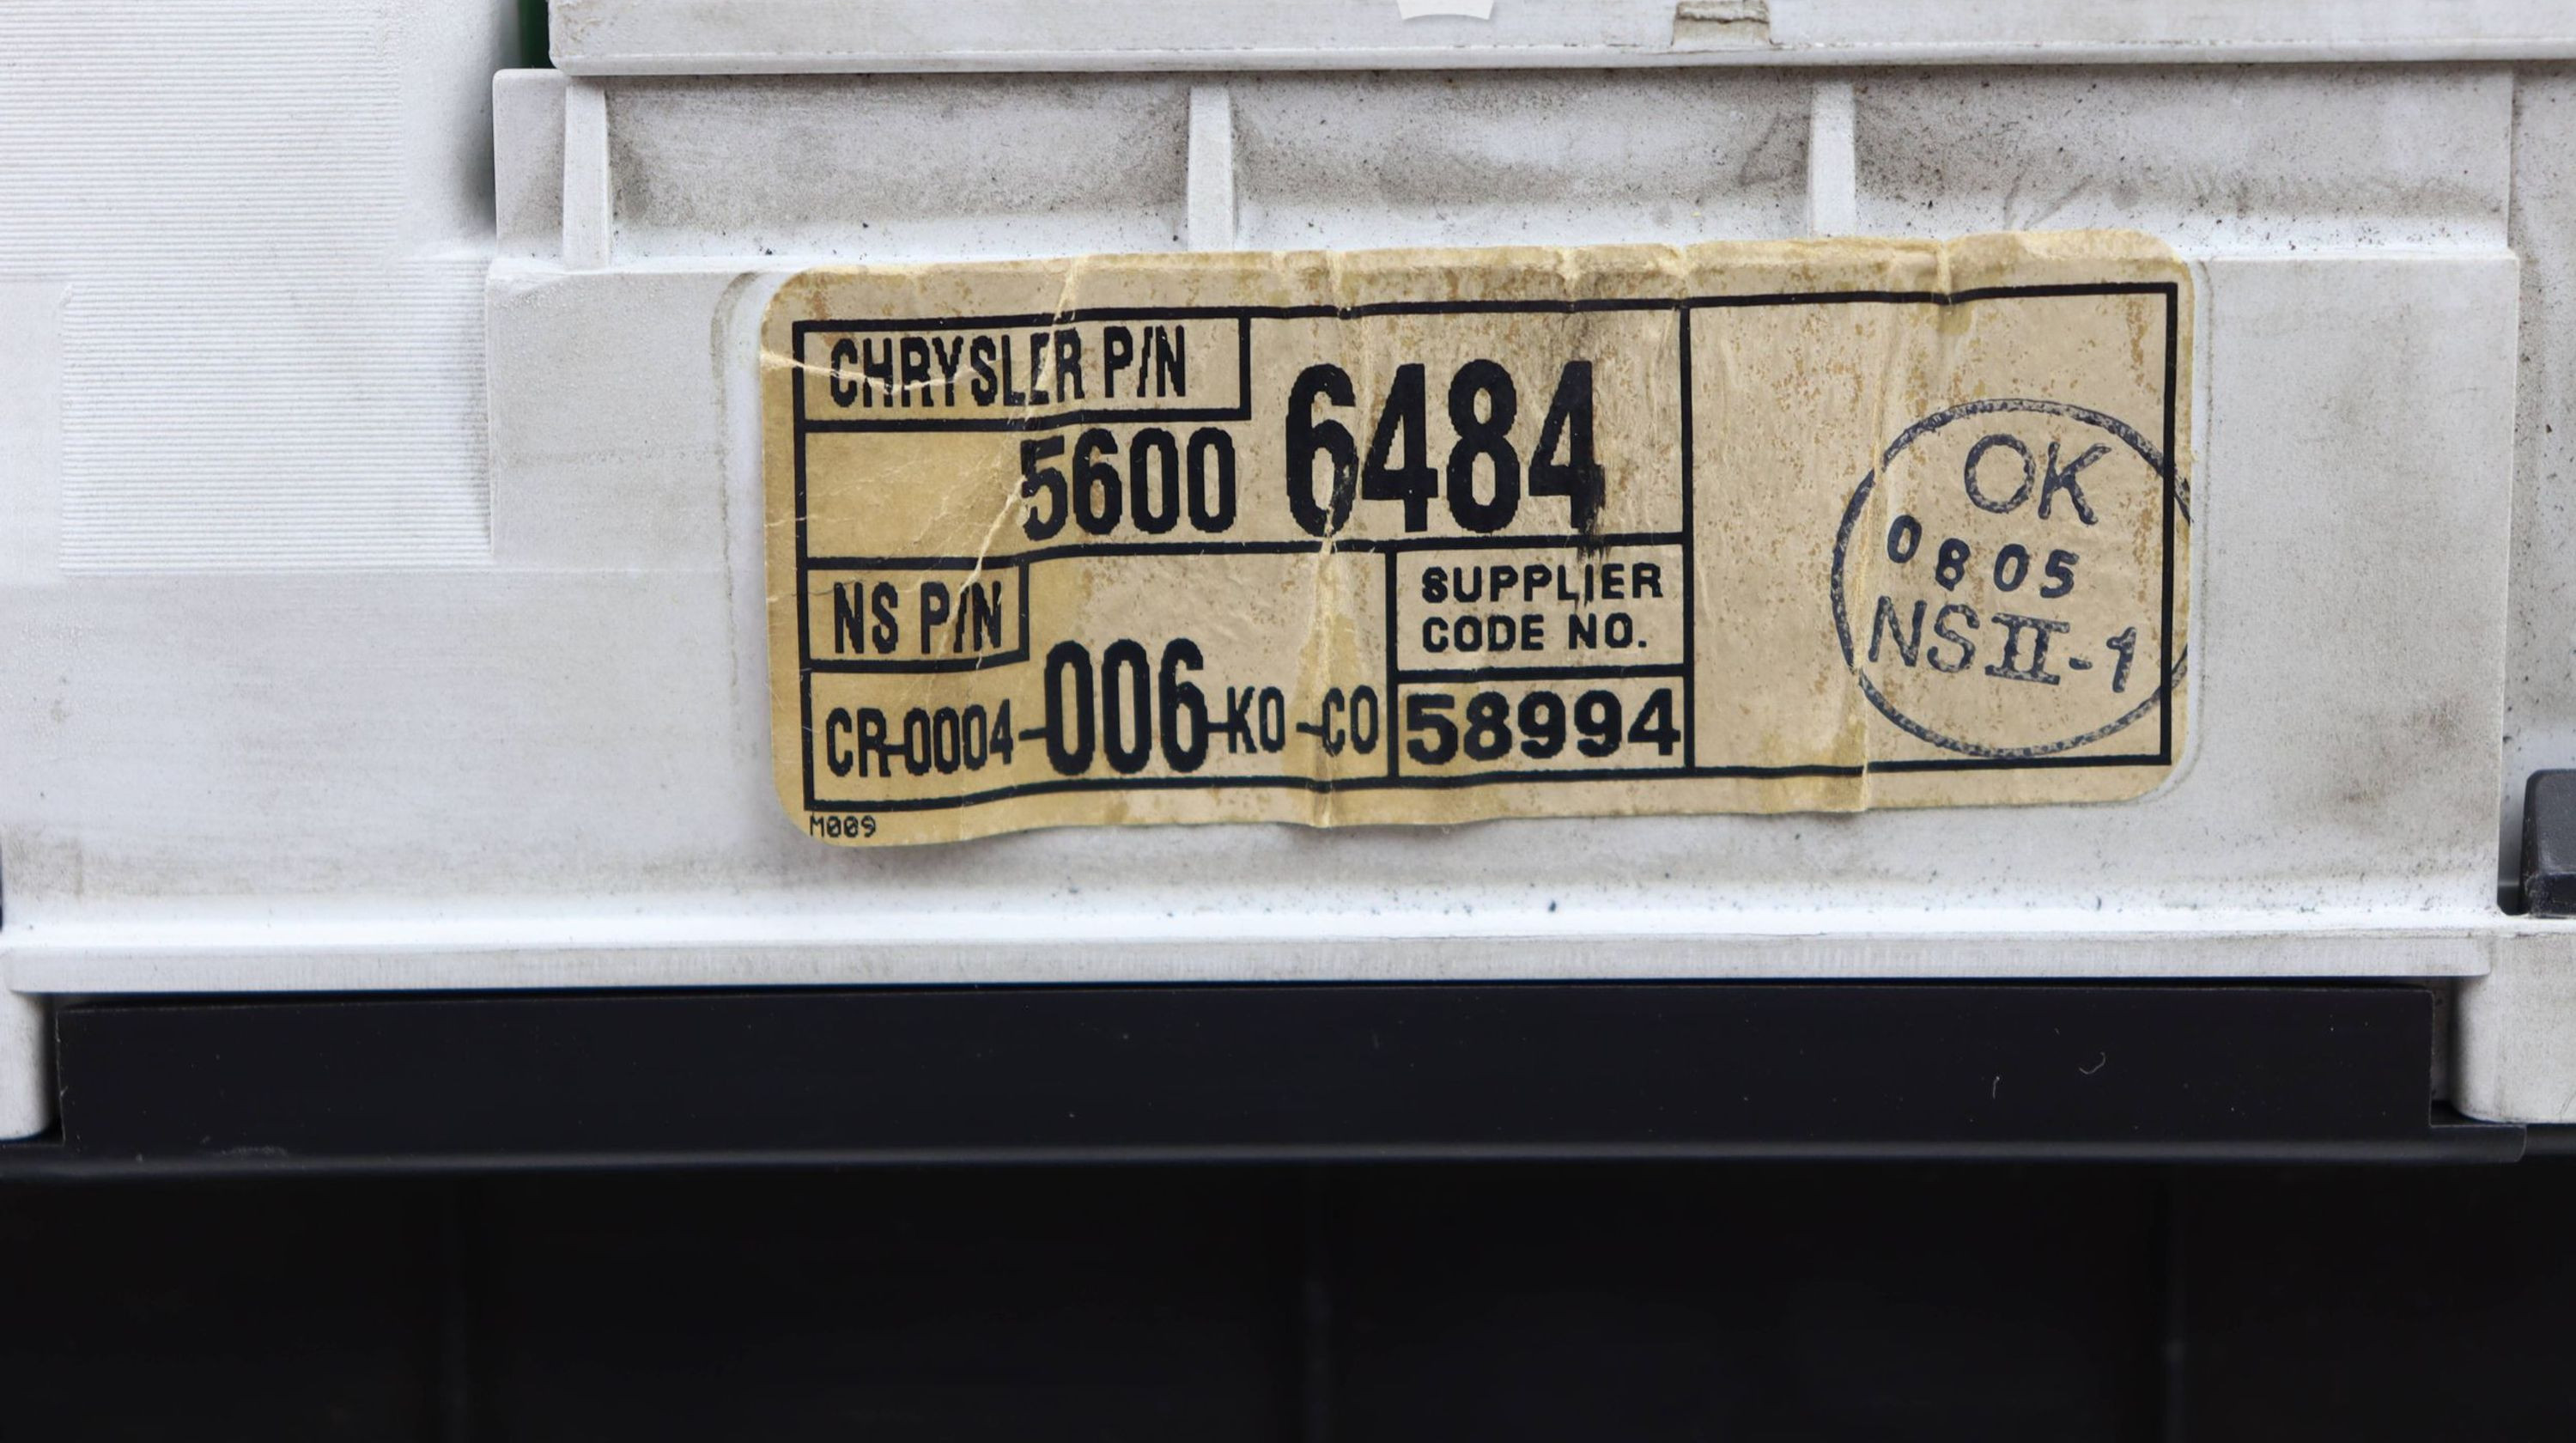 CHRYSLER P/N
5600 6484
NS P/N
CR-0004-006-KO-CO
SUPPLIER
CODE NO.
58994
M009
OK
0805
NSII-1